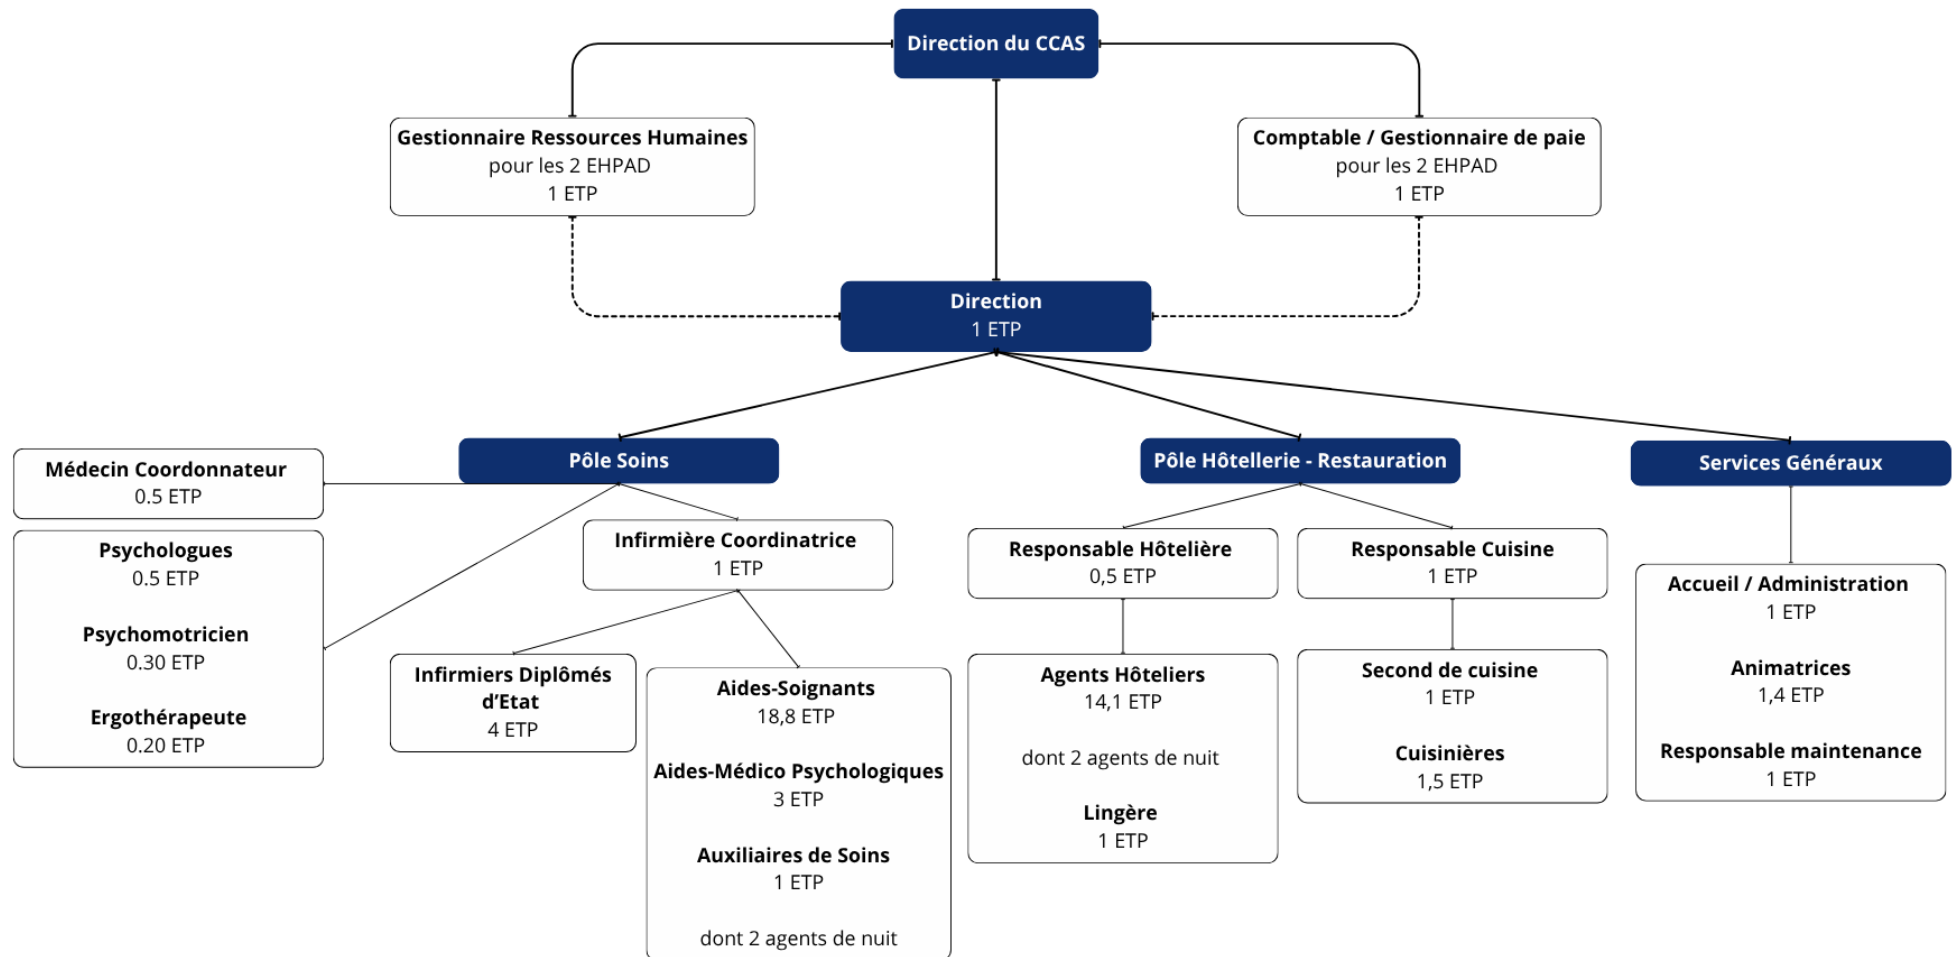 Direction du CCAS
Gestionnaire Ressources Humaines
pour les 2 EHPAD
1 ETP
Comptable / Gestionnaire de paie
pour les 2 EHPAD
1 ETP
Direction
1 ETP
Pôle Soins
Pôle Hôtellerie - Restauration
Services Généraux
Médecin Coordonnateur
0.5 ETP
Psychologues
0.5 ETP
Psychomotricien
0.30 ETP
Ergothérapeute
0.20 ETP
Infirmière Coordinatrice
1 ETP
Infirmiers Diplômés
d’Etat
4 ETP
Aides-Soignants
18,8 ETP
Aides-Médico Psychologiques
3 ETP
Auxiliaires de Soins
1 ETP
dont 2 agents de nuit
Responsable Hôtelière
0,5 ETP
Agents Hôteliers
14,1 ETP
dont 2 agents de nuit
Lingère
1 ETP
Responsable Cuisine
1 ETP
Second de cuisine
1 ETP
Cuisinières
1,5 ETP
Accueil / Administration
1 ETP
Animatrices
1,4 ETP
Responsable maintenance
1 ETP